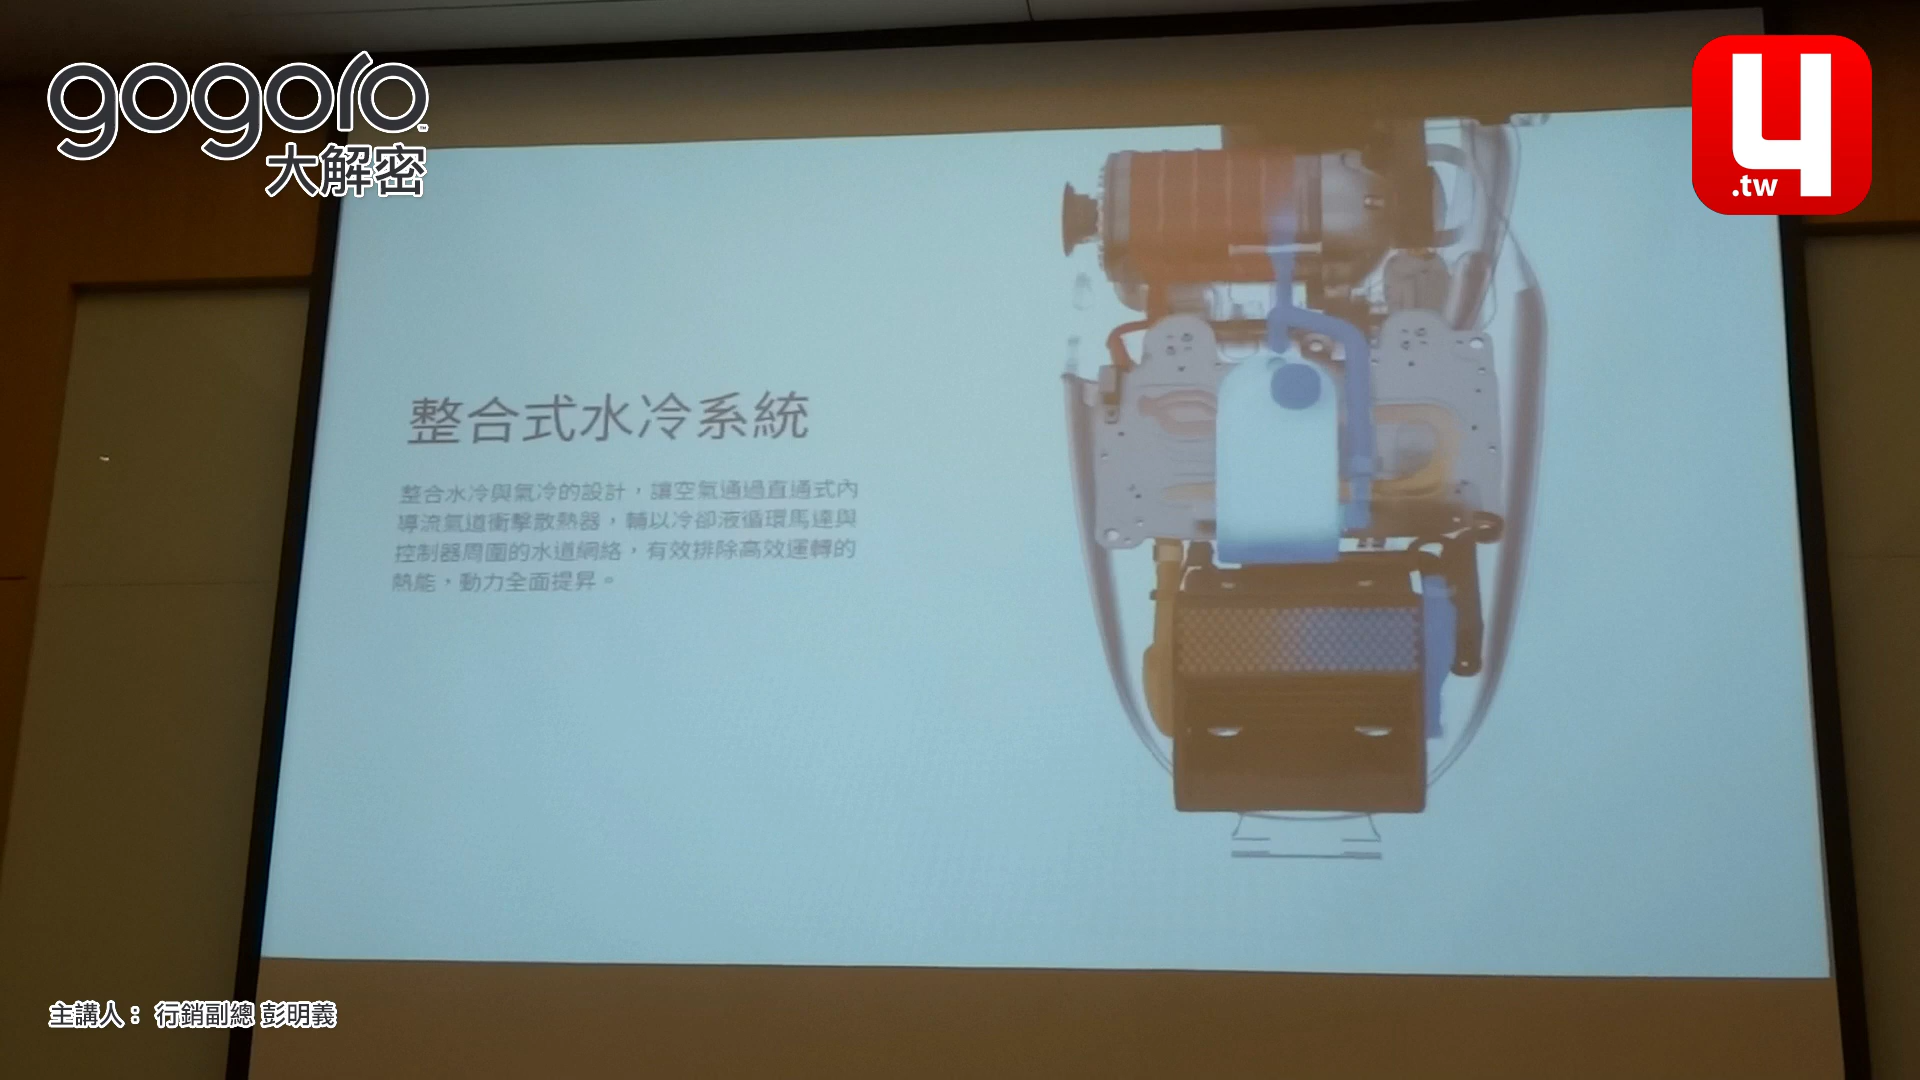 gogoro™
大解密
4
.tw
整合式水冷系統
整合水冷與氣冷的設計，讓空氣通過直通式內
導流氣道衝擊散熱器，輔以冷卻液循環馬達與
控制器周圍的水道網絡，有效排除高效運轉的
熱能，動力全面提昇。
主講人： 行銷副總 彭明義